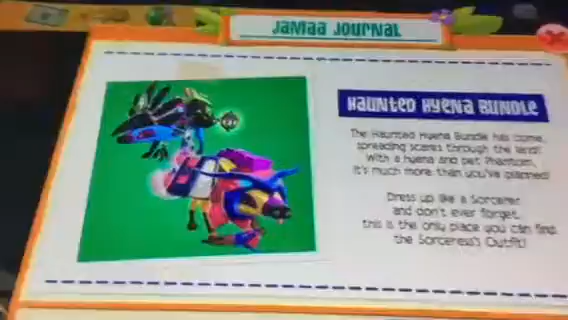 JAMAA JOURNAL
HAUNTED HYENA BUNDLE
The Haunted Hyena Bundle has come,
spreading scares through the land!
With a hyena and pet Phantom,
it's much more than you've planned!
Dress up like a Sorcerer
and don't ever forget,
this is the only place you can find
the Sorceress's Outfit!